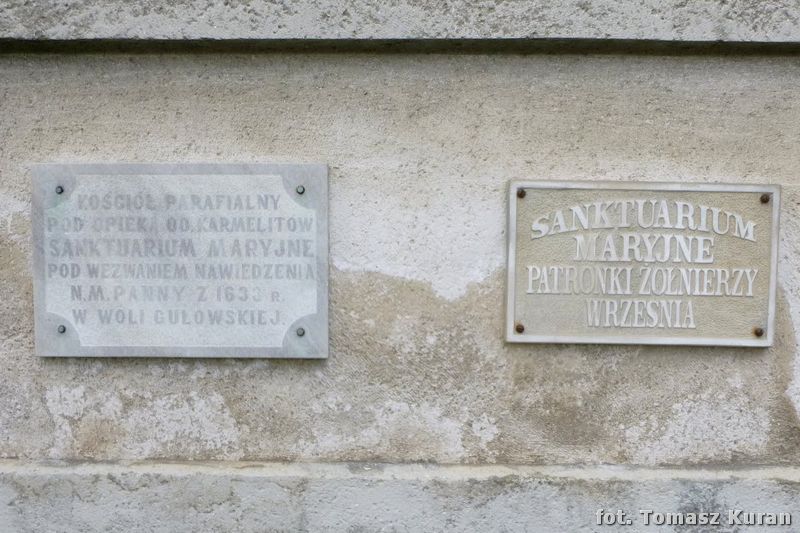 KOŚCIÓŁ PARAFIALNY
POD OPIEKĄ OO. KARMELITÓW
SANKTUARIUM MARYJNE
POD WEZWANIEM NAWIEDZENIA
N.M. PANNY Z 1633 R.
W WOLI GUŁOWSKIEJ.
SANKTUARIUM
MARYJNE
PATRONKI ŻOŁNIERZY
WRZEŚNIA
fot. Tomasz Kuran